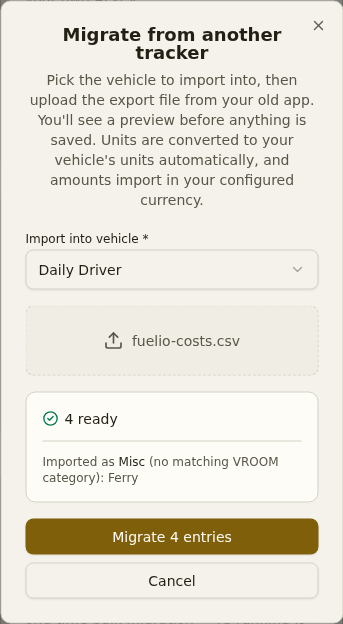 Migrate from another
tracker
Pick the vehicle to import into, then
upload the export file from your old app.
You'll see a preview before anything is
saved. Units are converted to your
vehicle's units automatically, and
amounts import in your configured
currency.
Import into vehicle *
Daily Driver
fuelio-costs.csv
4 ready
Imported as Misc (no matching VROOM
category): Ferry
Migrate 4 entries
Cancel